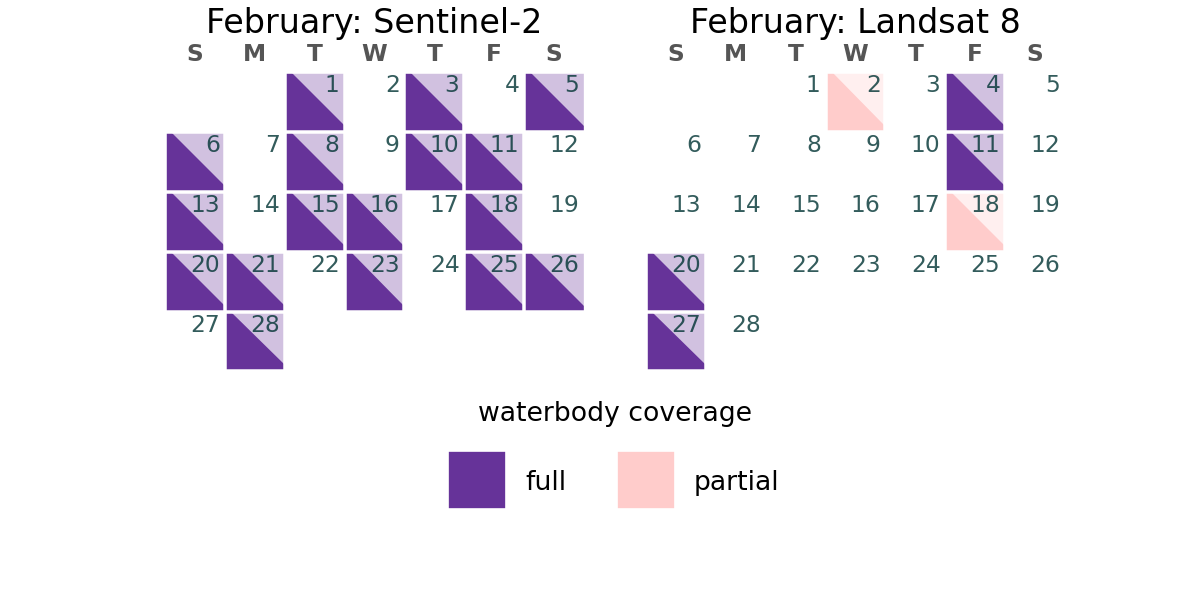 February: Sentinel-2
S M T W T F S
1 2 3 4 5
6 7 8 9 10 11 12
13 14 15 16 17 18 19
20 21 22 23 24 25 26
27 28
February: Landsat 8
S M T W T F S
1 2 3 4 5
6 7 8 9 10 11 12
13 14 15 16 17 18 19
20 21 22 23 24 25 26
27 28
waterbody coverage
full partial